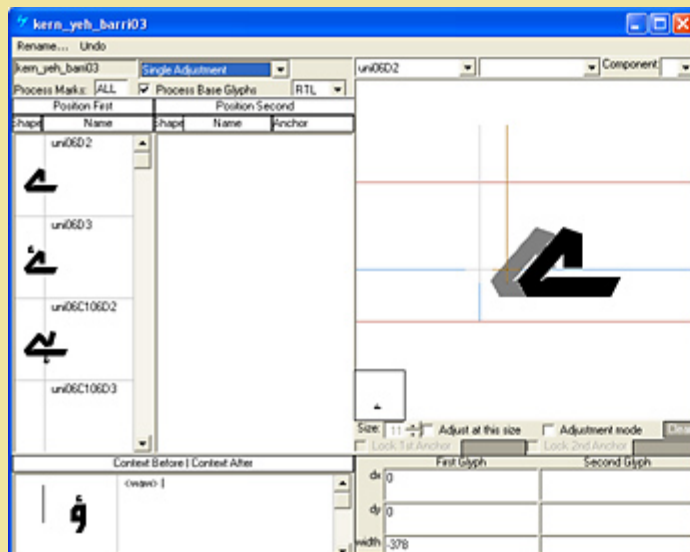 kern_yeh_barri03
Rename... Undo
kern_yeh_barri03 Single Adjustment uni06D2 Component:
Process Marks: ALL Process Base Glyphs RTL
Position First Position Second
Shape Name Shape Name Anchor
uni06D2
uni06D3
uni06C106D2
uni06C106D3
Size: 11 Adjust at this size Adjustment mode
Lock 1st Anchor Lock 2nd Anchor
Context Before | Context After First Glyph Second Glyph
<waw> |
dx 0
dy 0
width -378
ے
ۓ
ؤ